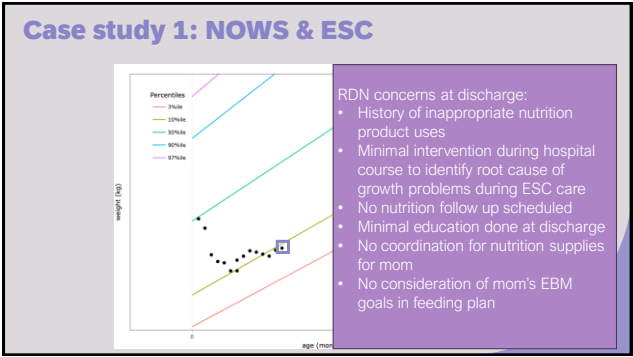 Case study 1: NOWS & ESC
Percentiles
3%ile
10%ile
50%ile
90%ile
97%ile
weight (kg)
0
age (mon
RDN concerns at discharge:
• History of inappropriate nutrition
product uses
• Minimal intervention during hospital
course to identify root cause of
growth problems during ESC care
• No nutrition follow up scheduled
• Minimal education done at discharge
• No coordination for nutrition supplies
for mom
• No consideration of mom's EBM
goals in feeding plan